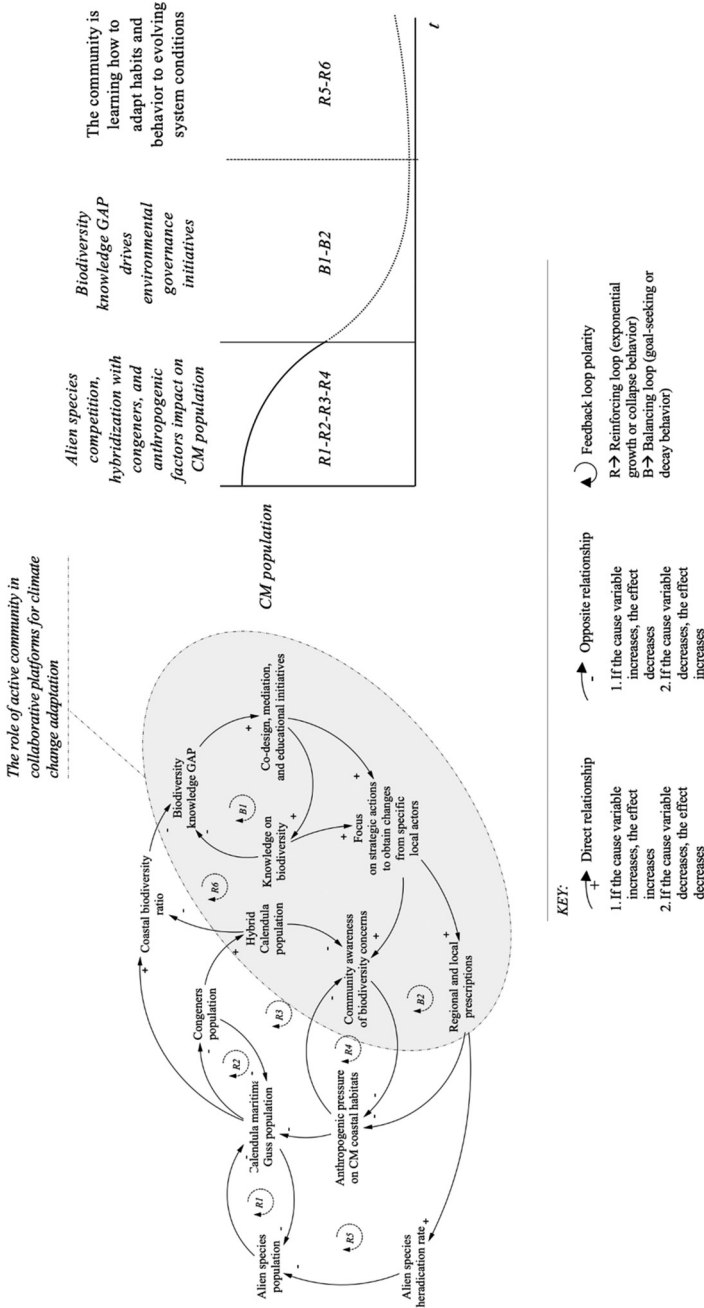 The role of active community in
collaborative platforms for climate
change adaptation
+ Coastal biodiversity
ratio
-
-
Biodiversity
knowledge GAP
-
R6
B1
+
Co-design, mediation,
and educational initiatives
+
Knowledge on
biodiversity
+
+
Focus
on strategic actions
to obtain changes
from specific
local actors
Congeners
population
-
+
Hybrid
Calendula
population
R2
R3
-
Calendula maritima
Guss population
-
-
-
R1
Alien species
population
-
-
R5
Alien species
heradication rate
+
Anthropogenic pressure
on CM coastal habitats
-
-
R4
Community awareness
of biodiversity concerns
-
-
+
B2
+
Regional and local
prescriptions
Alien species
competition,
hybridization with
congeners, and
anthropogenic
factors impact on
CM population
Biodiversity
knowledge GAP
drives
environmental
governance
initiatives
The community is
learning how to
adapt habits and
behavior to evolving
system conditions
CM population
R1-R2-R3-R4
B1-B2
R5-R6
t
KEY:
+ Direct relationship
1. If the cause variable
increases, the effect
increases
2. If the cause variable
decreases, the effect
decreases
- Opposite relationship
1. If the cause variable
increases, the effect
decreases
2. If the cause variable
decreases, the effect
increases
Feedback loop polarity
R→ Reinforcing loop (exponential
growth or collapse behavior)
B→ Balancing loop (goal-seeking or
decay behavior)